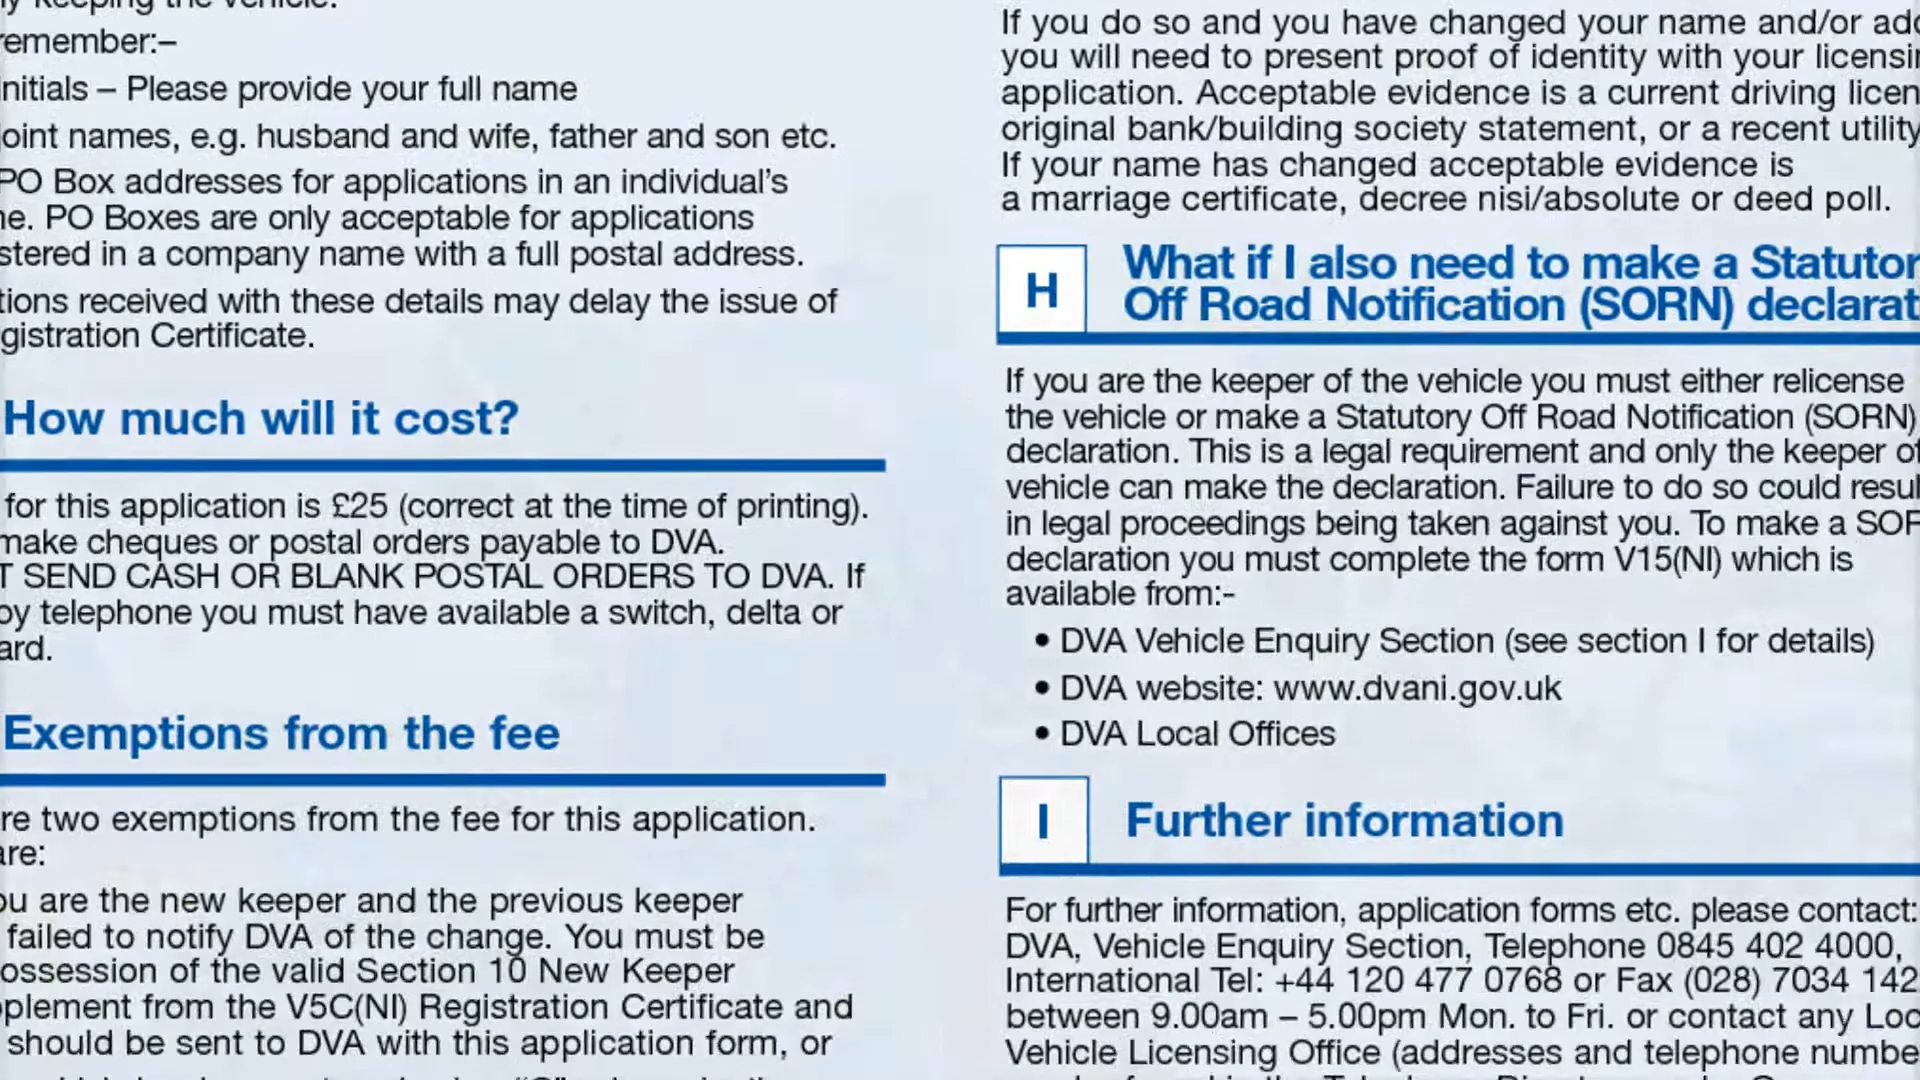 ly keeping the vehicle.
remember:–
nitials – Please provide your full name
joint names, e.g. husband and wife, father and son etc.
PO Box addresses for applications in an individual's
ne. PO Boxes are only acceptable for applications
stered in a company name with a full postal address.
tions received with these details may delay the issue of
gistration Certificate.
How much will it cost?
for this application is £25 (correct at the time of printing).
make cheques or postal orders payable to DVA.
T SEND CASH OR BLANK POSTAL ORDERS TO DVA. If
by telephone you must have available a switch, delta or
ard.
Exemptions from the fee
re two exemptions from the fee for this application.
are:
ou are the new keeper and the previous keeper
failed to notify DVA of the change. You must be
ossession of the valid Section 10 New Keeper
plement from the V5C(NI) Registration Certificate and
should be sent to DVA with this application form, or
If you do so and you have changed your name and/or add
you will need to present proof of identity with your licensin
application. Acceptable evidence is a current driving licen
original bank/building society statement, or a recent utility
If your name has changed acceptable evidence is
a marriage certificate, decree nisi/absolute or deed poll.
H What if I also need to make a Statutor
Off Road Notification (SORN) declarat
If you are the keeper of the vehicle you must either relicense
the vehicle or make a Statutory Off Road Notification (SORN)
declaration. This is a legal requirement and only the keeper of
vehicle can make the declaration. Failure to do so could resul
in legal proceedings being taken against you. To make a SOR
declaration you must complete the form V15(NI) which is
available from:-
• DVA Vehicle Enquiry Section (see section I for details)
• DVA website: www.dvani.gov.uk
• DVA Local Offices
I Further information
For further information, application forms etc. please contact:
DVA, Vehicle Enquiry Section, Telephone 0845 402 4000,
International Tel: +44 120 477 0768 or Fax (028) 7034 142
between 9.00am – 5.00pm Mon. to Fri. or contact any Loc
Vehicle Licensing Office (addresses and telephone numbe